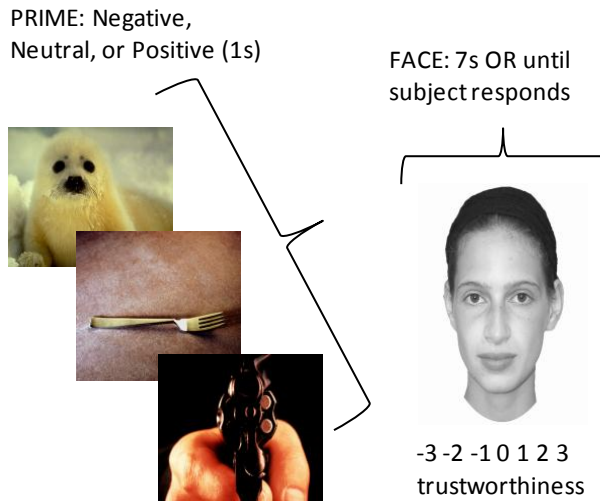 PRIME: Negative,
Neutral, or Positive (1s)
FACE: 7s OR until
subject responds
-3 -2 -1 0 1 2 3
trustworthiness